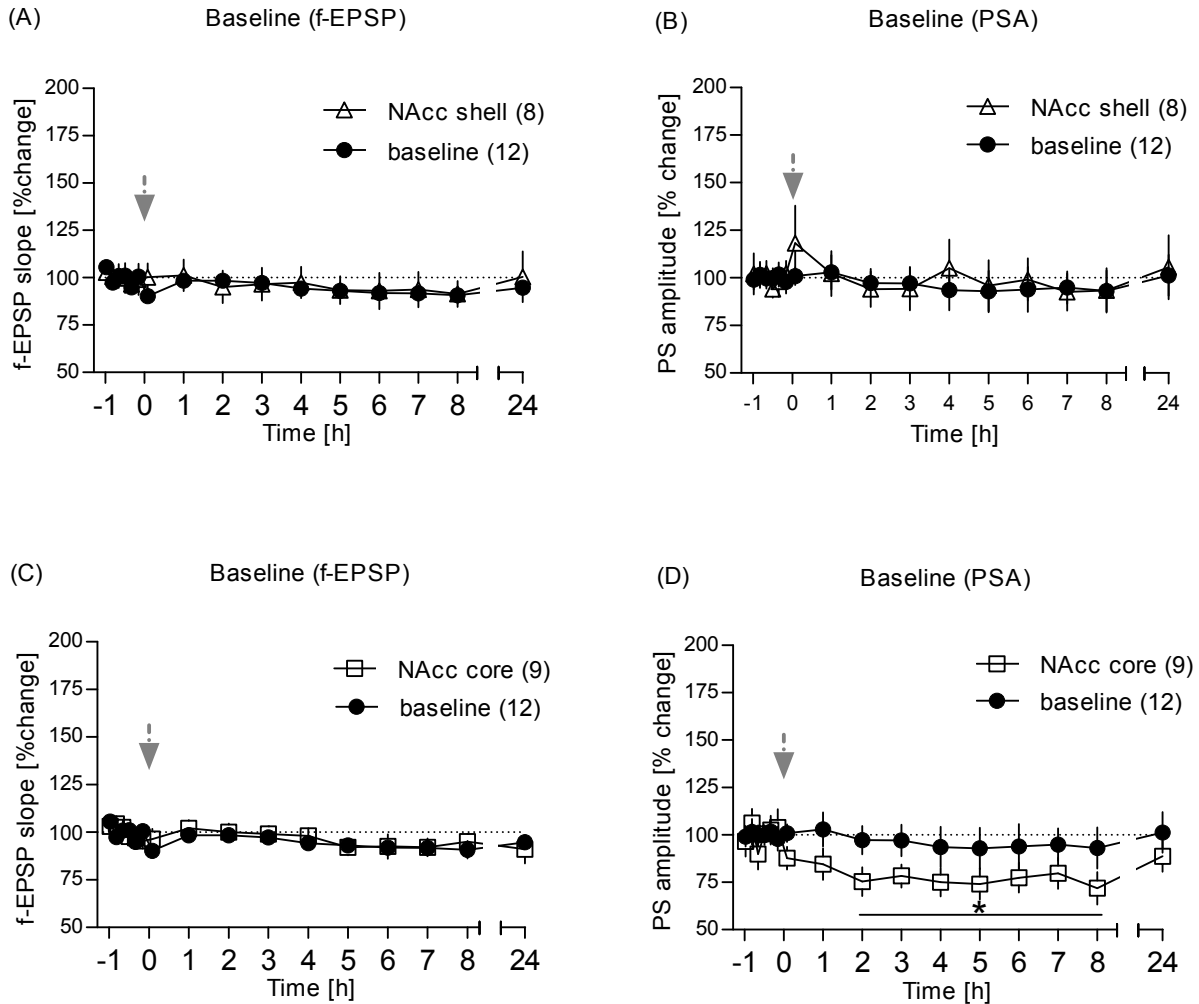 (A)
Baseline (f-EPSP)
f-EPSP slope [%change]
200
175
150
125
100
75
50
NAcc shell (8)
baseline (12)
-1 0 1 2 3 4 5 6 7 8 24
Time [h]
(B)
Baseline (PSA)
PS amplitude [% change]
200
175
150
125
100
75
50
NAcc shell (8)
baseline (12)
-1 0 1 2 3 4 5 6 7 8 24
Time [h]
(C)
Baseline (f-EPSP)
f-EPSP slope [%change]
200
175
150
125
100
75
50
NAcc core (9)
baseline (12)
-1 0 1 2 3 4 5 6 7 8 24
Time [h]
(D)
Baseline (PSA)
PS amplitude [% change]
200
175
150
125
100
75
50
NAcc core (9)
baseline (12)
*
-1 0 1 2 3 4 5 6 7 8 24
Time [h]